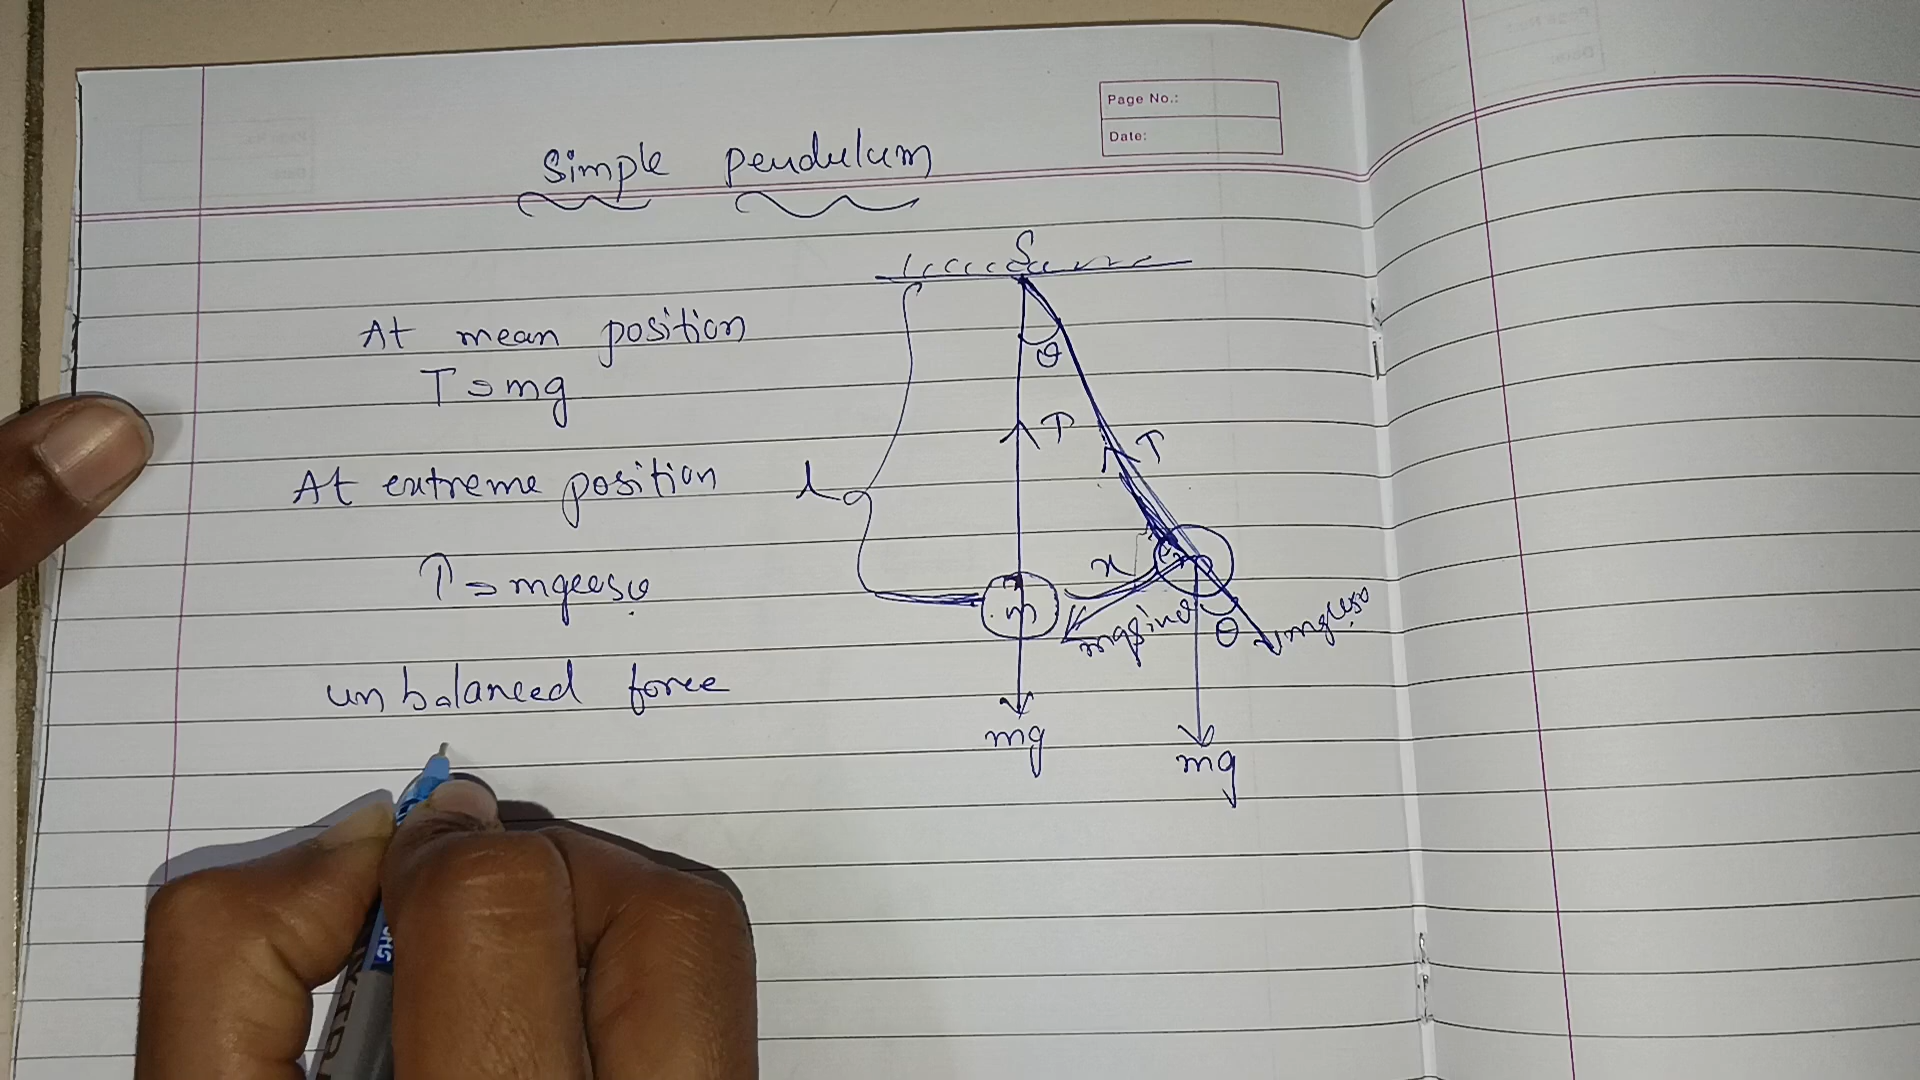 Page No.:
Date:
Simple pendulum
S
At mean position
T = mg
θ
T
T
At extreme position
l
T = mgcosθ
x
m
mgsinθ
θ
mgcosθ
unbalanced force
mg
mg